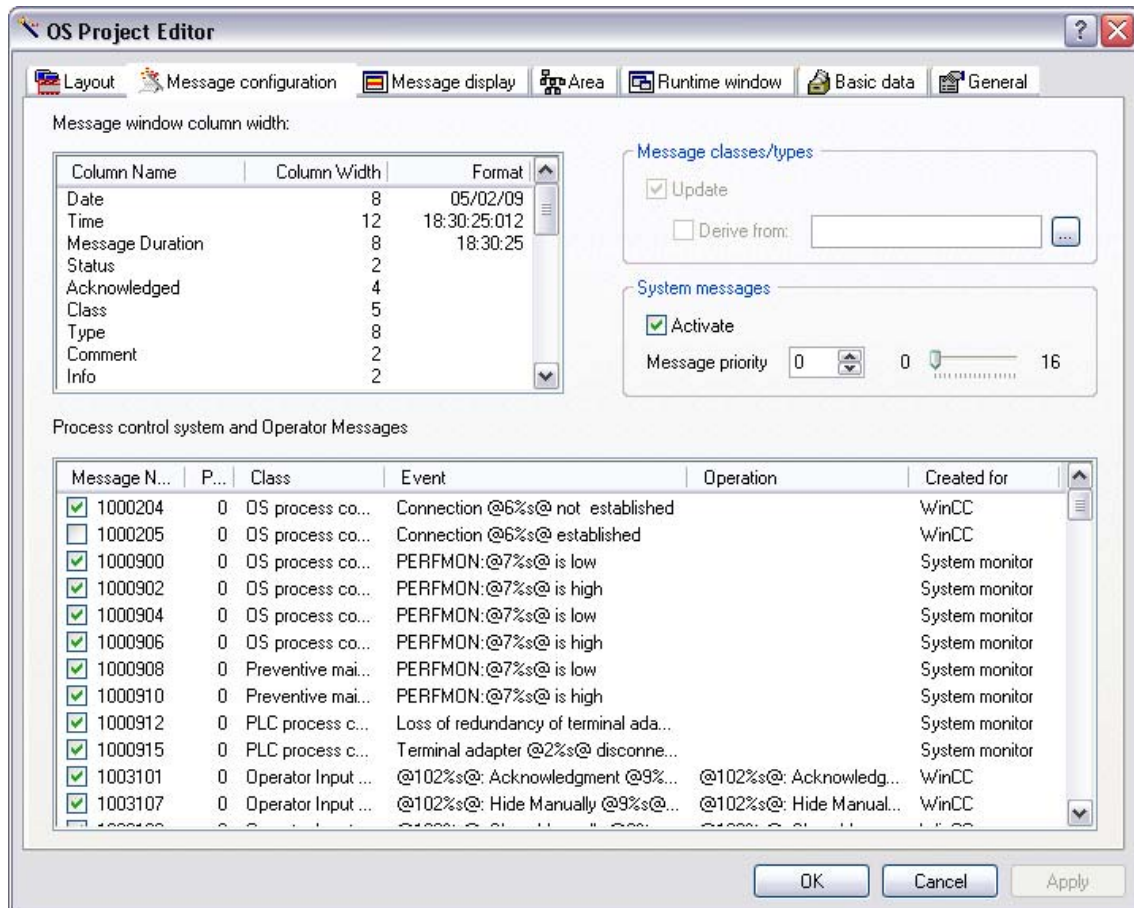 OS Project Editor
Layout Message configuration Message display Area Runtime window Basic data General
Message window column width:
Column Name Column Width Format
Date 8 05/02/09
Time 12 18:30:25:012
Message Duration 8 18:30:25
Status 2
Acknowledged 4
Class 5
Type 8
Comment 2
Info 2
Message classes/types
Update
Derive from: ...
System messages
Activate
Message priority 0 0 16
Process control system and Operator Messages
Message N... P... Class Event Operation Created for
1000204 0 OS process co... Connection @6%s@ not established WinCC
1000205 0 OS process co... Connection @6%s@ established WinCC
1000900 0 OS process co... PERFMON:@7%s@ is low System monitor
1000902 0 OS process co... PERFMON:@7%s@ is high System monitor
1000904 0 OS process co... PERFMON:@7%s@ is low System monitor
1000906 0 OS process co... PERFMON:@7%s@ is high System monitor
1000908 0 Preventive mai... PERFMON:@7%s@ is low System monitor
1000910 0 Preventive mai... PERFMON:@7%s@ is high System monitor
1000912 0 PLC process c... Loss of redundancy of terminal ada... System monitor
1000915 0 PLC process c... Terminal adapter @2%s@ disconne... System monitor
1003101 0 Operator Input ... @102%s@: Acknowledgment @9%... @102%s@: Acknowledg... WinCC
1003107 0 Operator Input ... @102%s@: Hide Manually @9%s@... @102%s@: Hide Manual... WinCC
OK Cancel Apply